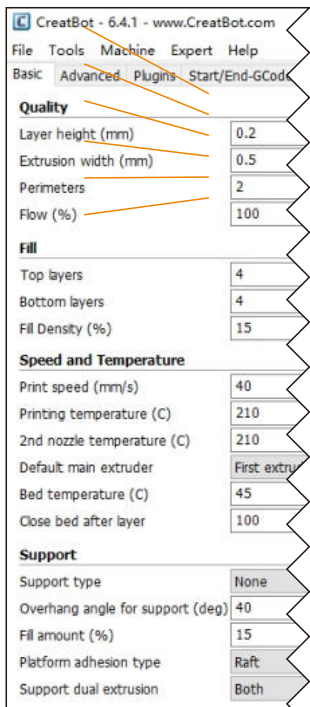 CreatBot - 6.4.1 - www.CreatBot.com
File Tools Machine Expert Help
Basic Advanced Plugins Start/End-GCode
Quality
Layer height (mm) 0.2
Extrusion width (mm) 0.5
Perimeters 2
Flow (%) 100
Fill
Top layers 4
Bottom layers 4
Fill Density (%) 15
Speed and Temperature
Print speed (mm/s) 40
Printing temperature (C) 210
2nd nozzle temperature (C) 210
Default main extruder First extru
Bed temperature (C) 45
Close bed after layer 100
Support
Support type None
Overhang angle for support (deg) 40
Fill amount (%) 15
Platform adhesion type Raft
Support dual extrusion Both